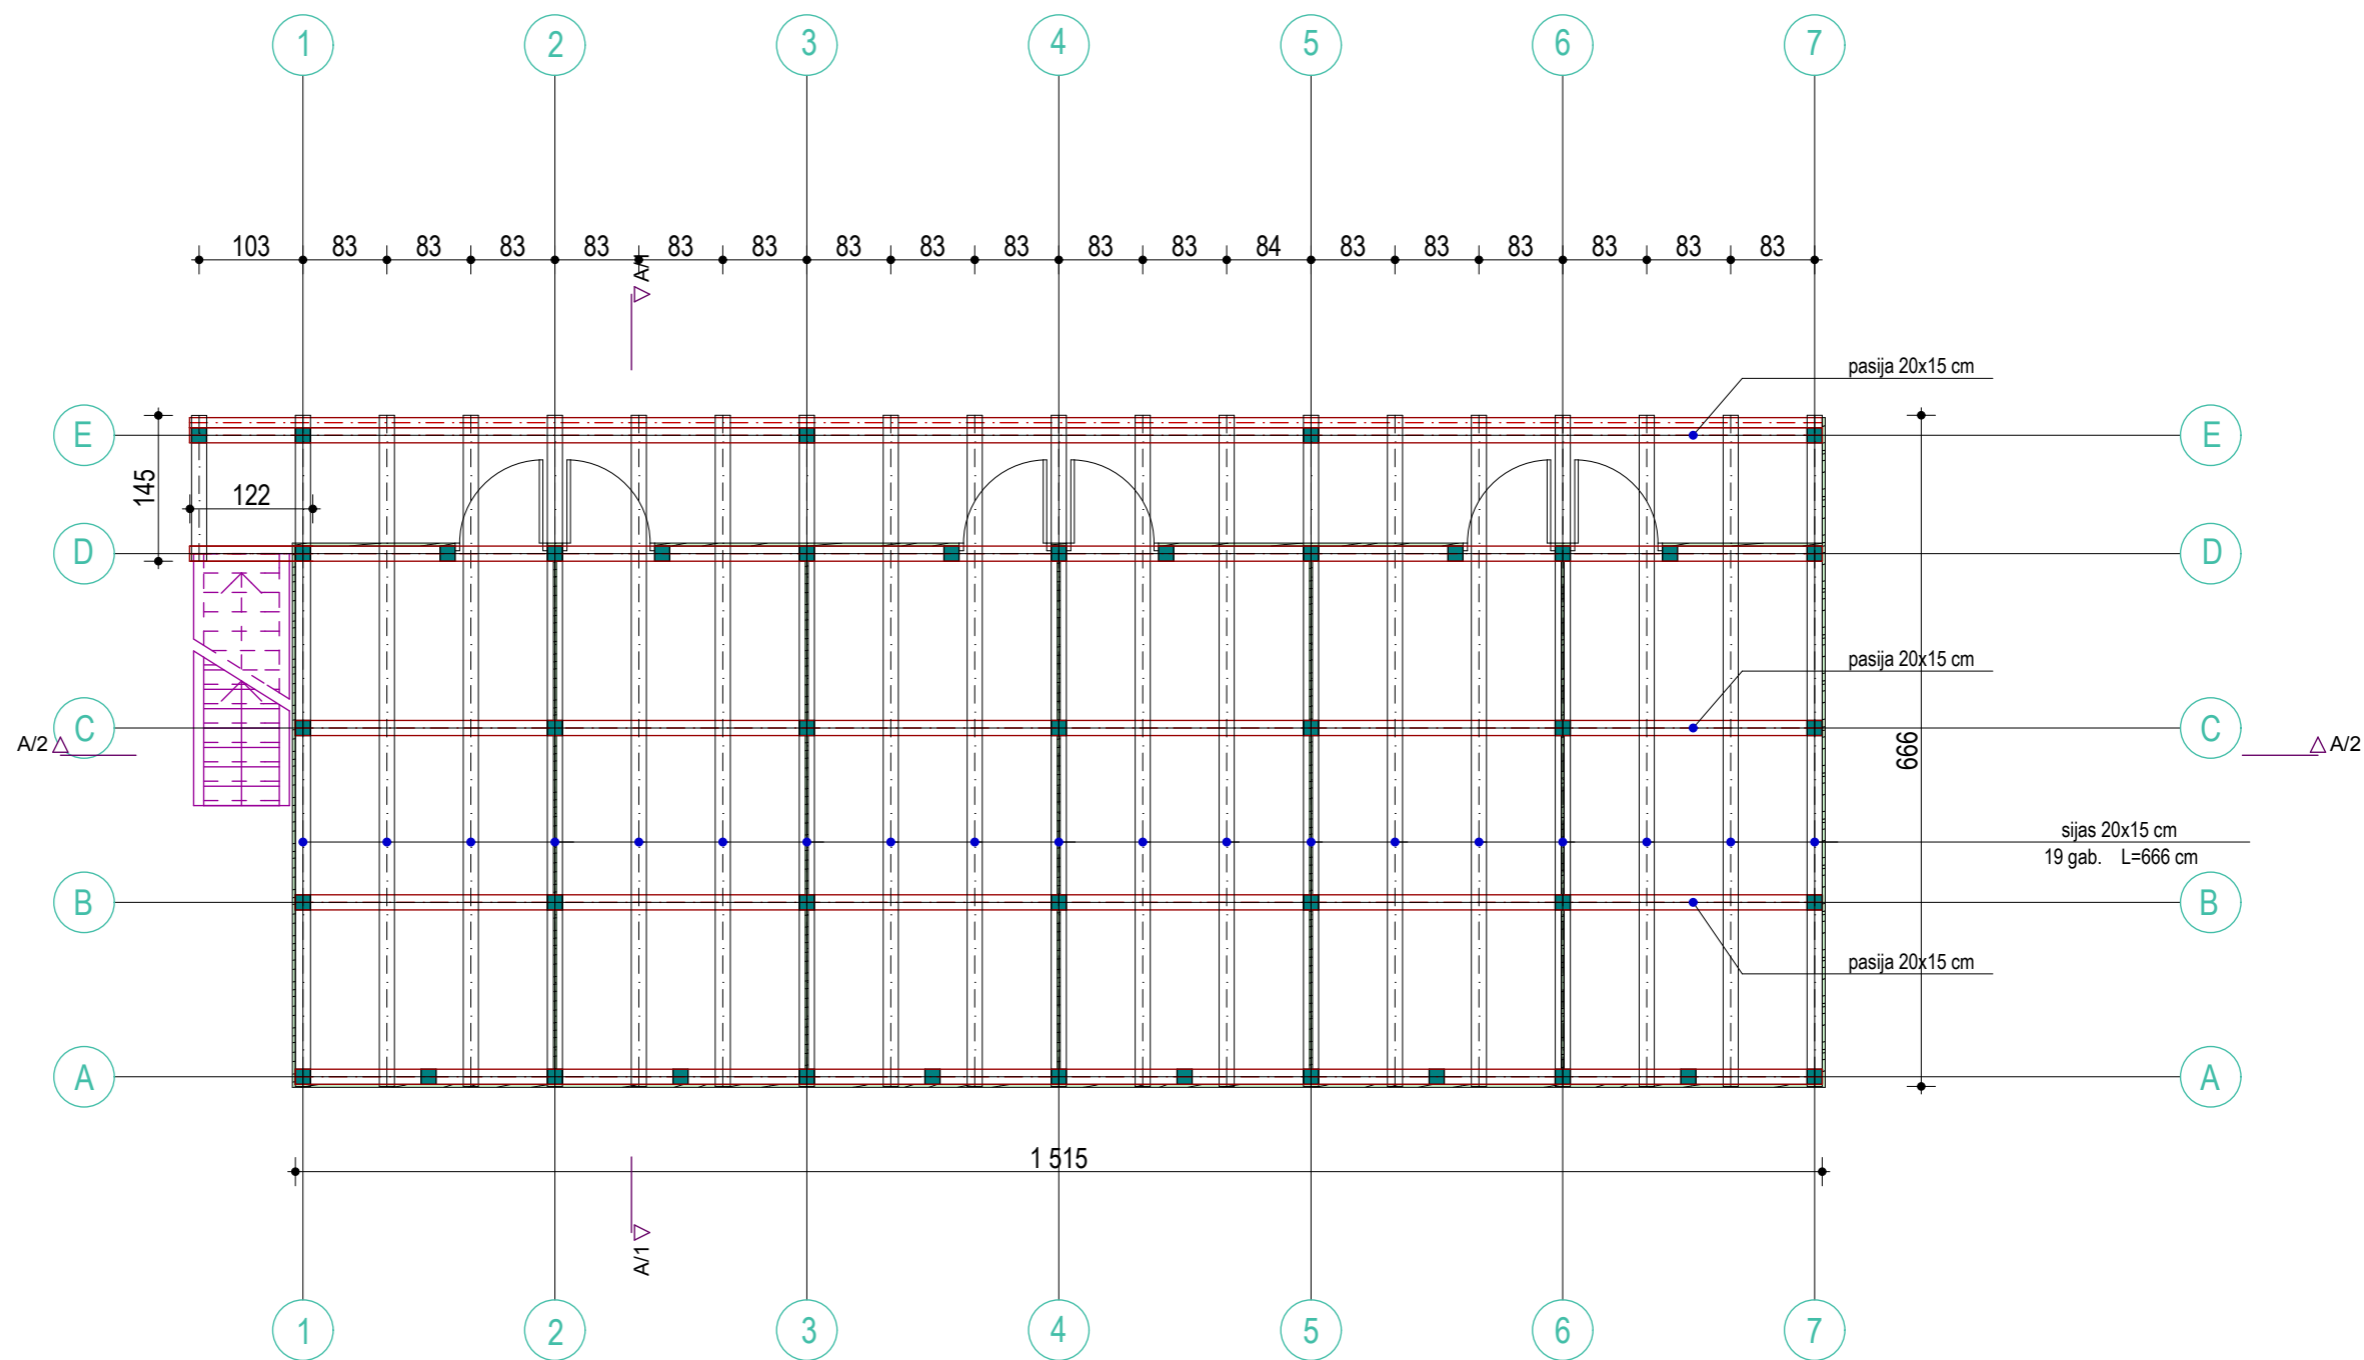 1 2 3 4 5 6 7
103 83 83 83 83 83 83 83 83 83 83 83 84 83 83 83 83 83 83
A/1
pasija 20x15 cm
E E
145
122
D D
pasija 20x15 cm
C C
A/2 A/2
666
sijas 20x15 cm
19 gab. L=666 cm
B B
pasija 20x15 cm
A A
1 515
A/1
1 2 3 4 5 6 7